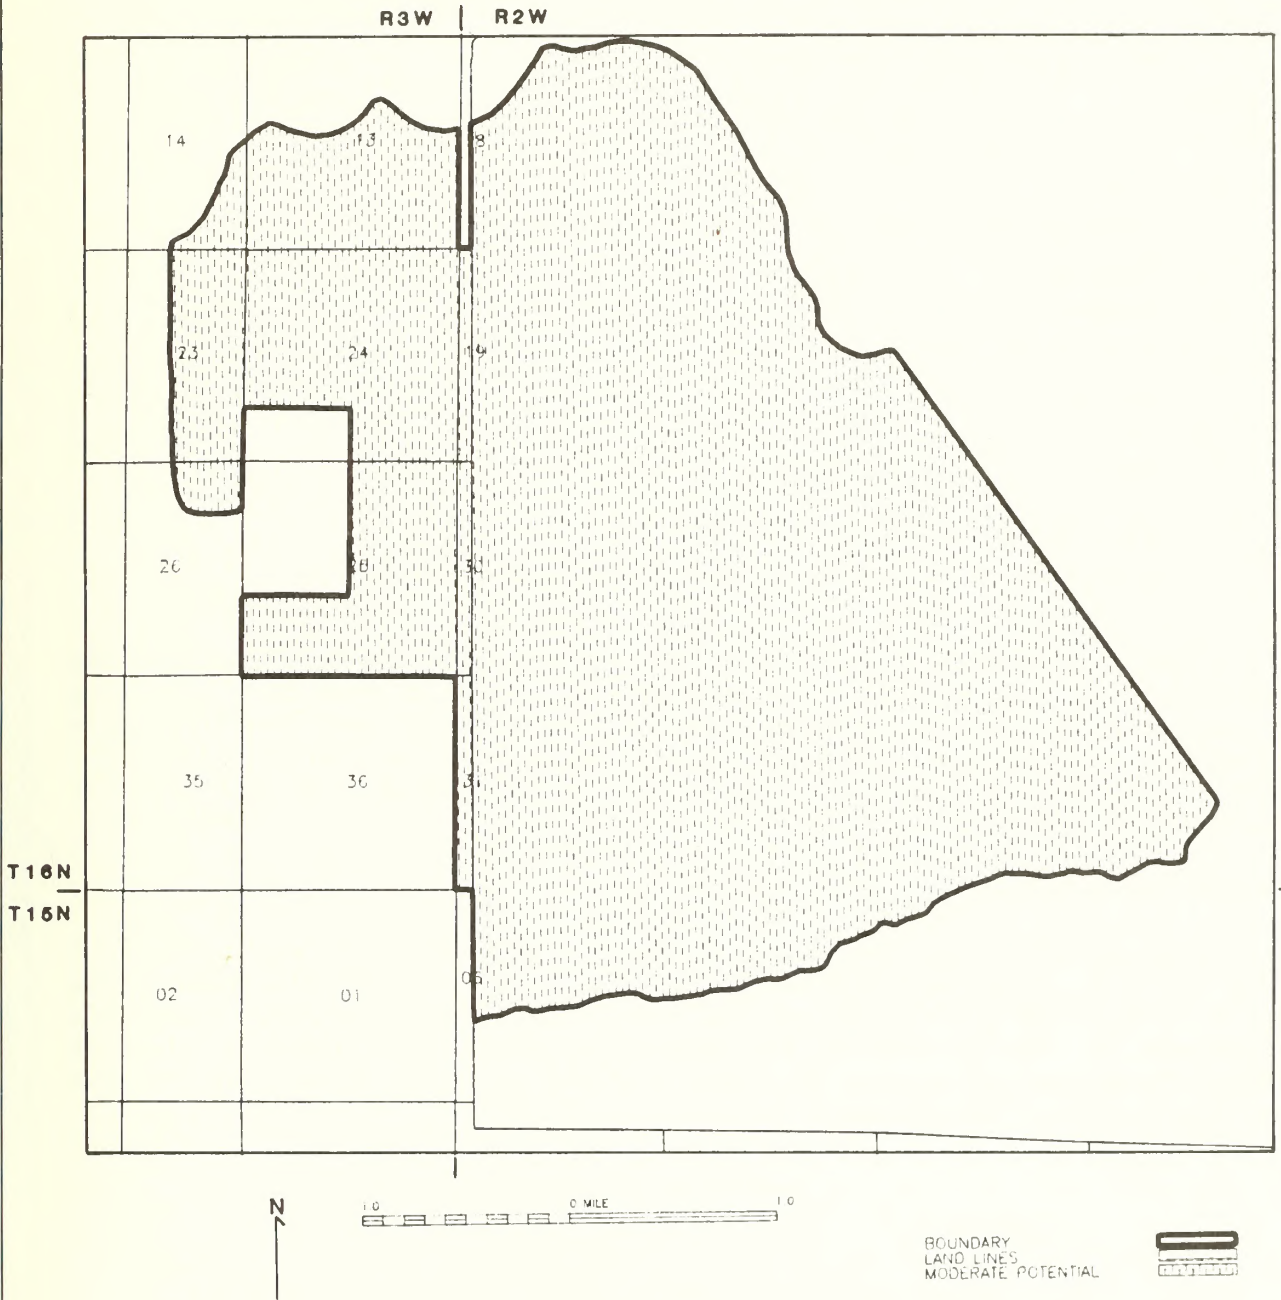 R3W | R2W
14 13 18
23 24 19
26 28 30
35 36 31
T16N
T15N
02 01 06
N
1.0 0 MILE 1.0
BOUNDARY
LAND LINES
MODERATE POTENTIAL